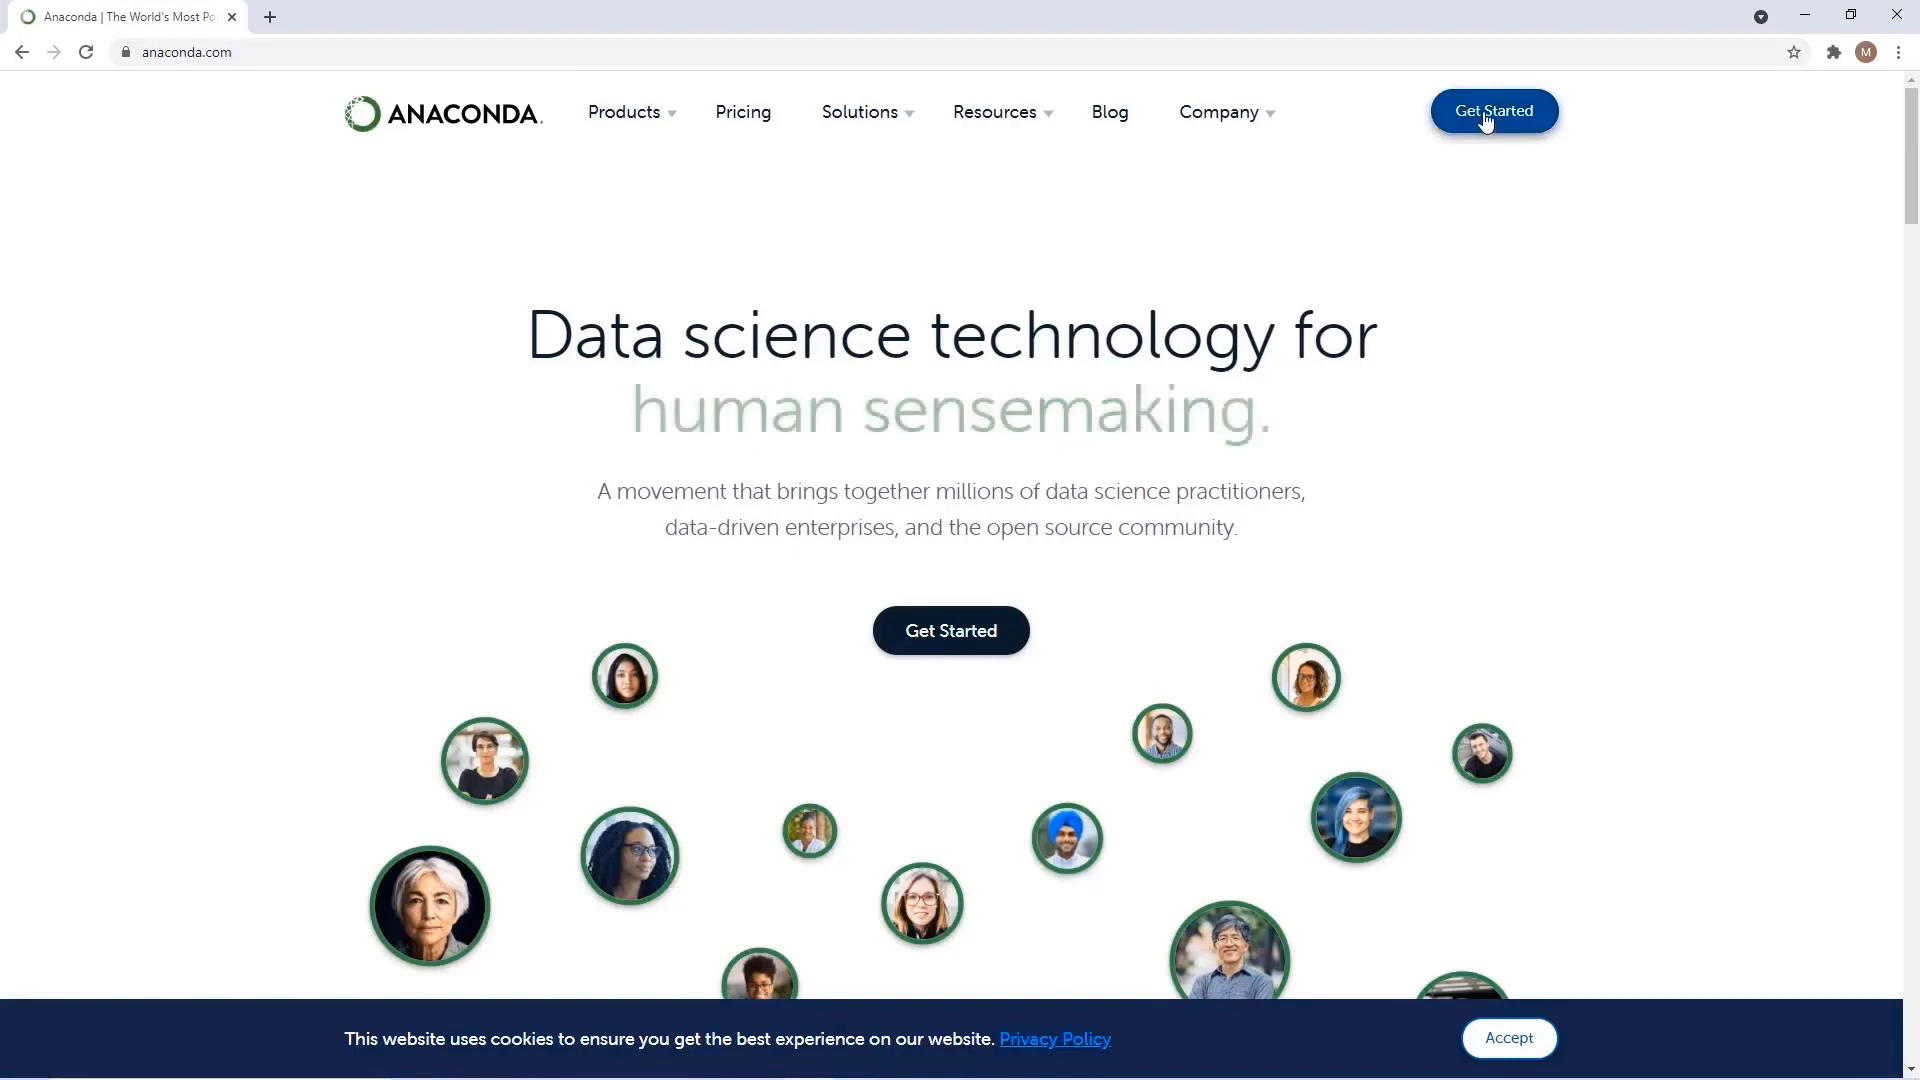 Anaconda | The World's Most Po
anaconda.com
M
ANACONDA.
Products
Pricing
Solutions
Resources
Blog
Company
Get Started
Data science technology for
human sensemaking.
A movement that brings together millions of data science practitioners,
data-driven enterprises, and the open source community.
Get Started
This website uses cookies to ensure you get the best experience on our website. Privacy Policy
Accept